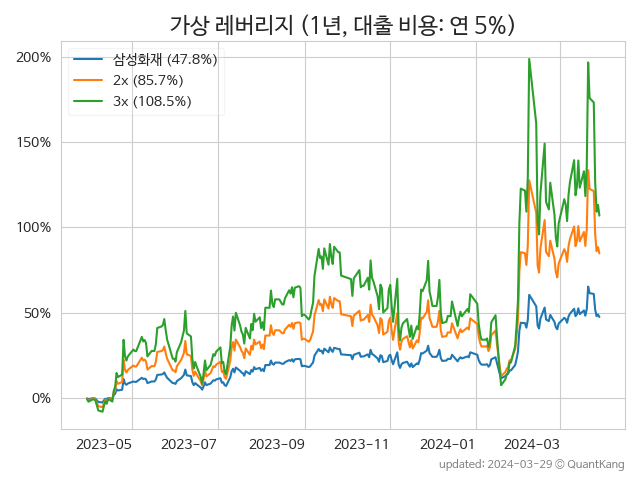 가상 레버리지 (1년, 대출 비용: 연 5%)
삼성화재 (47.8%)
2x (85.7%)
3x (108.5%)
200%
150%
100%
50%
0%
2023-05 2023-07 2023-09 2023-11 2024-01 2024-03
updated: 2024-03-29 © QuantKang